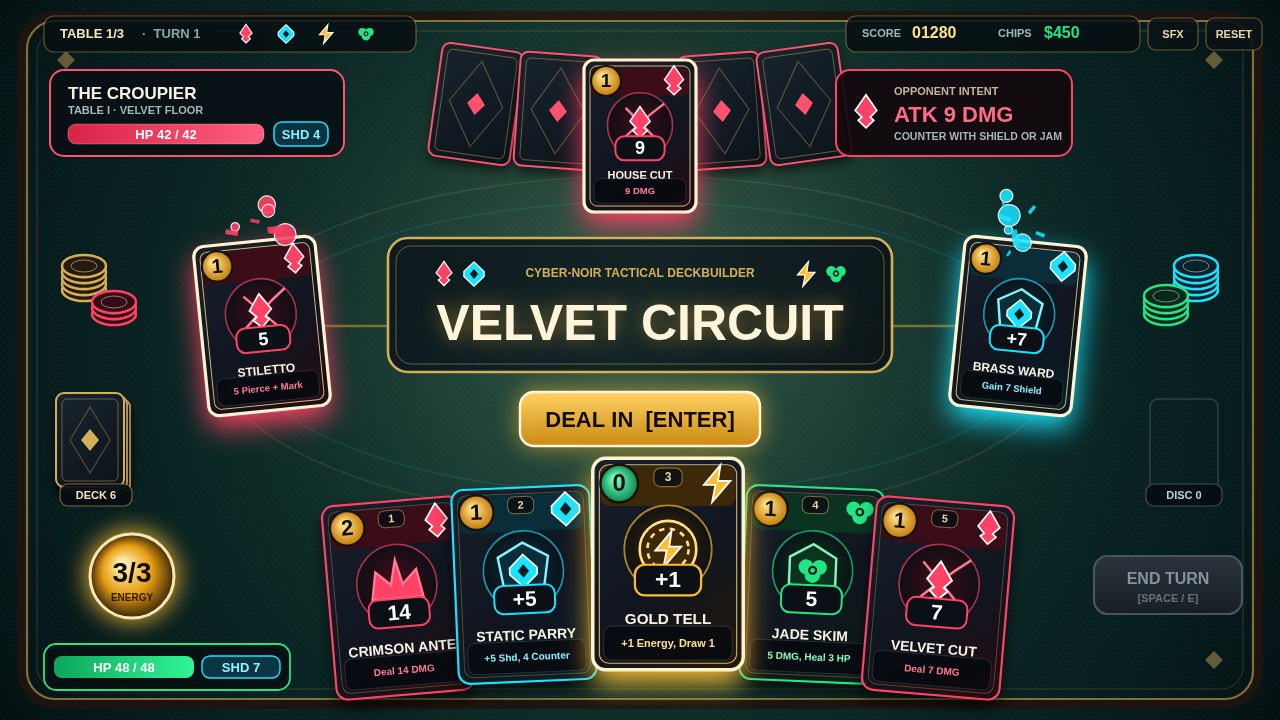 TABLE 1/3 · TURN 1
SCORE 01280 CHIPS $450
SFX
RESET
THE CROUPIER
TABLE I · VELVET FLOOR
HP 42 / 42
SHD 4
1
9
HOUSE CUT
9 DMG
OPPONENT INTENT
ATK 9 DMG
COUNTER WITH SHIELD OR JAM
1
5
STILETTO
5 Pierce + Mark
CYBER-NOIR TACTICAL DECKBUILDER
VELVET CIRCUIT
1
+7
BRASS WARD
Gain 7 Shield
DEAL IN [ENTER]
DECK 6
DISC 0
3/3
ENERGY
2
1
14
CRIMSON ANTE
Deal 14 DMG
1
2
+5
STATIC PARRY
+5 Shd, 4 Counter
0
3
+1
GOLD TELL
+1 Energy, Draw 1
1
4
5
JADE SKIM
5 DMG, Heal 3 HP
1
5
7
VELVET CUT
Deal 7 DMG
END TURN
[SPACE / E]
HP 48 / 48
SHD 7